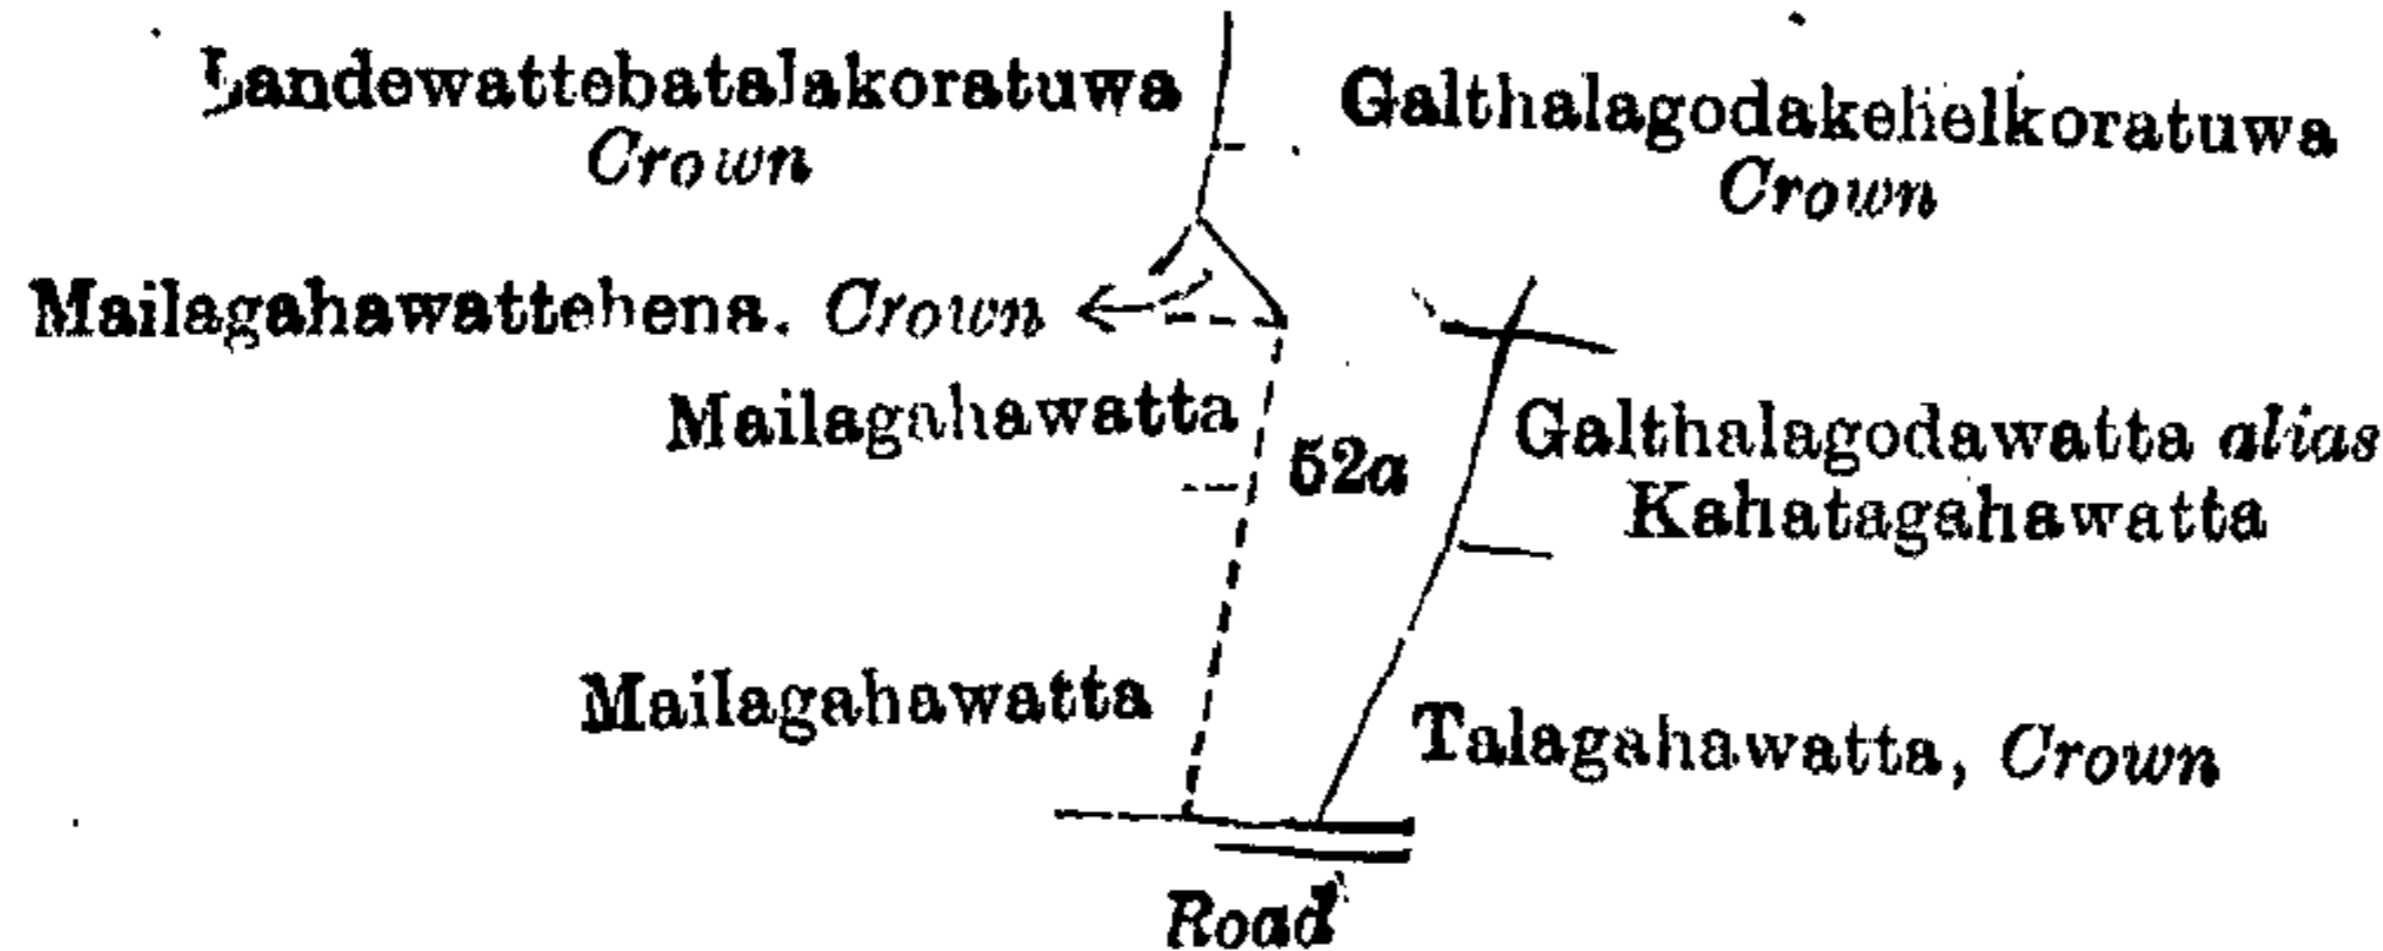 Landewattebatalakoratuwa
Crown
Galthalagodakehelkoratuwa
Crown
Mailagahawattehena. Crown
Mailagahawatta
52a
Galthalagodawatta alias
Kahatagahawatta
Mailagahawatta
Talagahawatta, Crown
Road